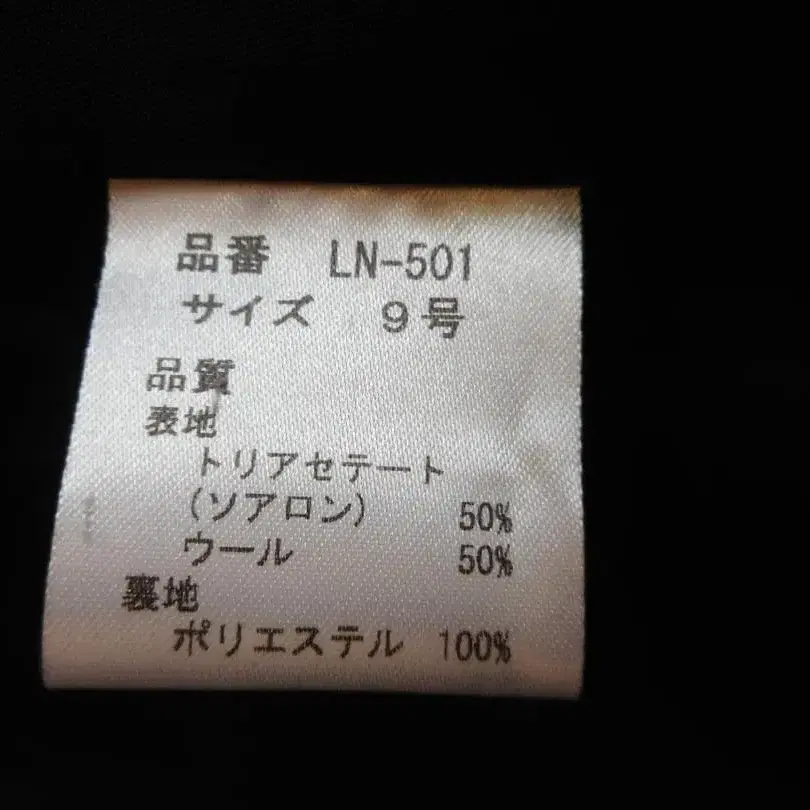 品番 LN-501
サイズ 9号
品質
表地
トリアセテート
(ソアロン) 50%
ウール 50%
裏地
ポリエステル 100%